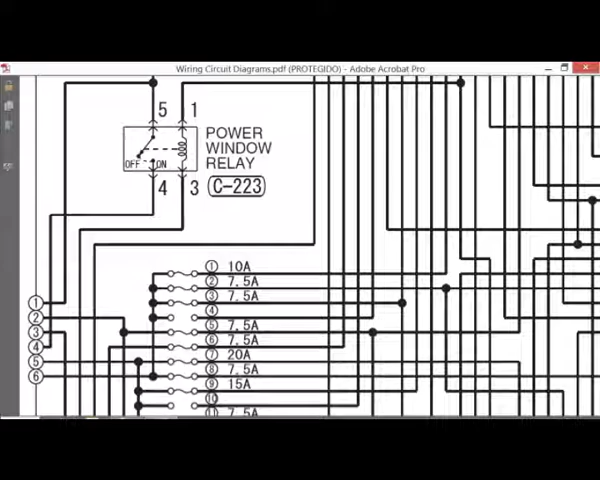 Wiring Circuit Diagrams.pdf (PROTEGIDO) - Adobe Acrobat Pro
5 1
POWER
WINDOW
RELAY
OFF ON
4 3
C-223
1 10A
2 7.5A
3 7.5A
4
5 7.5A
6 7.5A
7 20A
8 7.5A
9 15A
10
11 7.5A
1
2
3
4
5
6